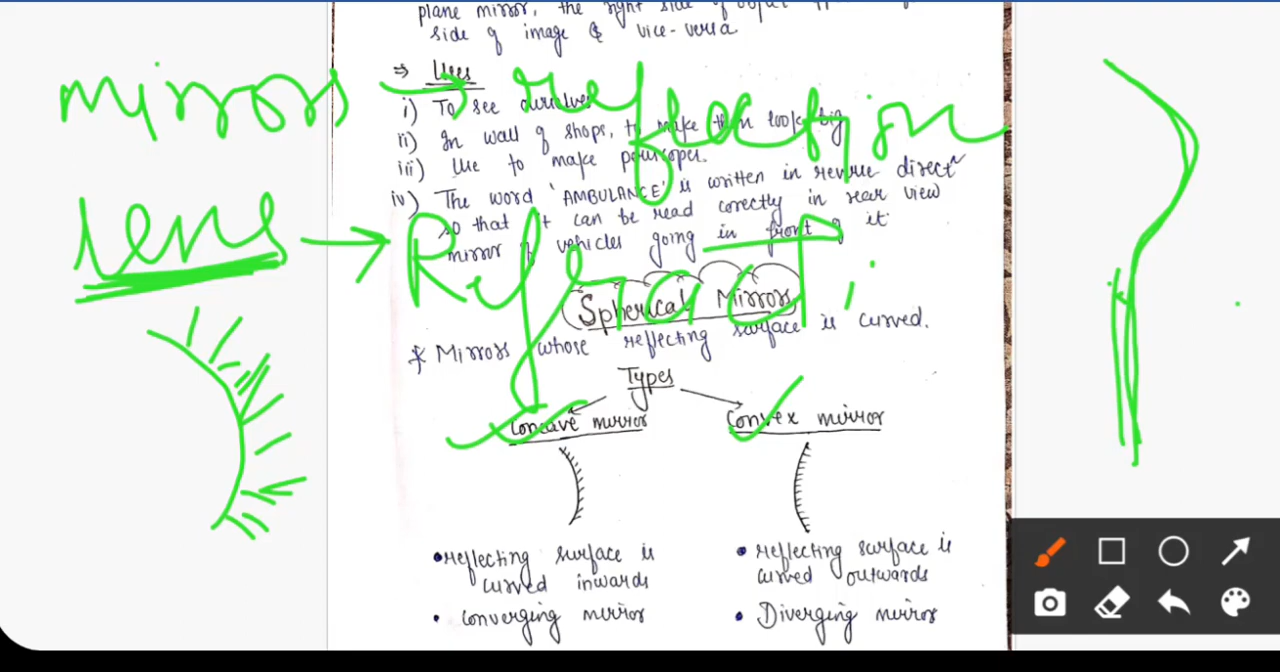 plane mirror, the right side of object
side of image & vice-versa
⇒ Uses
i) To see ourselves
ii) In wall of shops, to make them look big
iii) Use to make periscopes.
iv) The word 'AMBULANCE' is written in reverse directn
so that it can be read correctly in rear view
mirror of vehicles going in front of it
Spherical Mirrors
* Mirrors whose reflecting surface is curved.
Types
Concave mirror
Convex mirror
• reflecting surface is
curved inwards
• converging mirror
• reflecting surface is
curved outwards
• Diverging mirror
mirrors → reflection
lens → Refracti